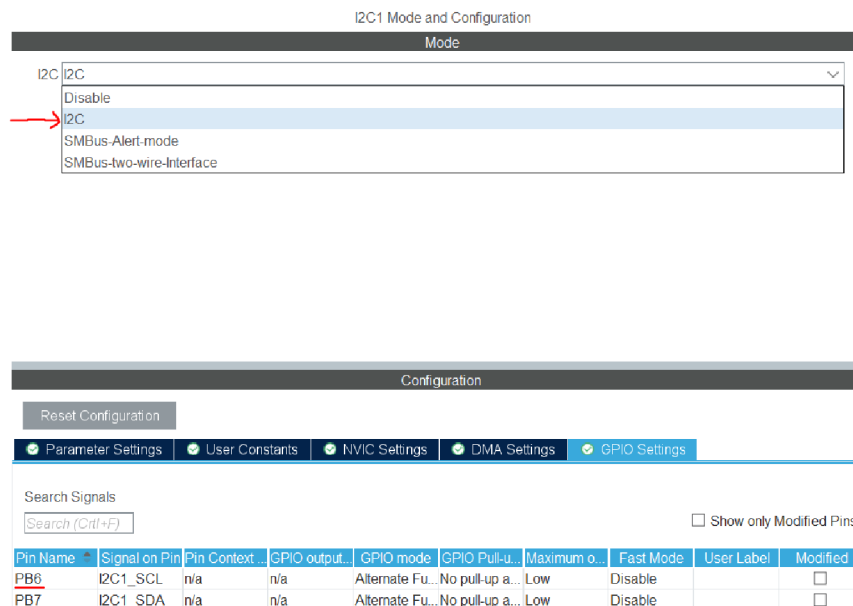 I2C1 Mode and Configuration
Mode
I2C I2C
Disable
I2C
SMBus-Alert-mode
SMBus-two-wire-Interface
Configuration
Reset Configuration
Parameter Settings User Constants NVIC Settings DMA Settings GPIO Settings
Search Signals
Search (Crtl+F) Show only Modified Pins
Pin Name Signal on Pin Pin Context ... GPIO output... GPIO mode GPIO Pull-u... Maximum o... Fast Mode User Label Modified
PB6 I2C1_SCL n/a n/a Alternate Fu... No pull-up a... Low Disable
PB7 I2C1_SDA n/a n/a Alternate Fu... No pull-up a... Low Disable